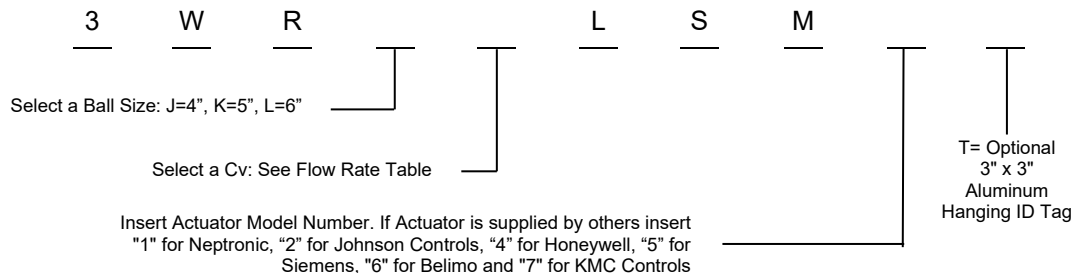 3 W R L S M
Select a Ball Size: J=4”, K=5”, L=6”
Select a Cv: See Flow Rate Table
T= Optional
3" x 3"
Aluminum
Hanging ID Tag
Insert Actuator Model Number. If Actuator is supplied by others insert
"1" for Neptronic, “2” for Johnson Controls, “4” for Honeywell, “5” for
Siemens, "6" for Belimo and "7" for KMC Controls